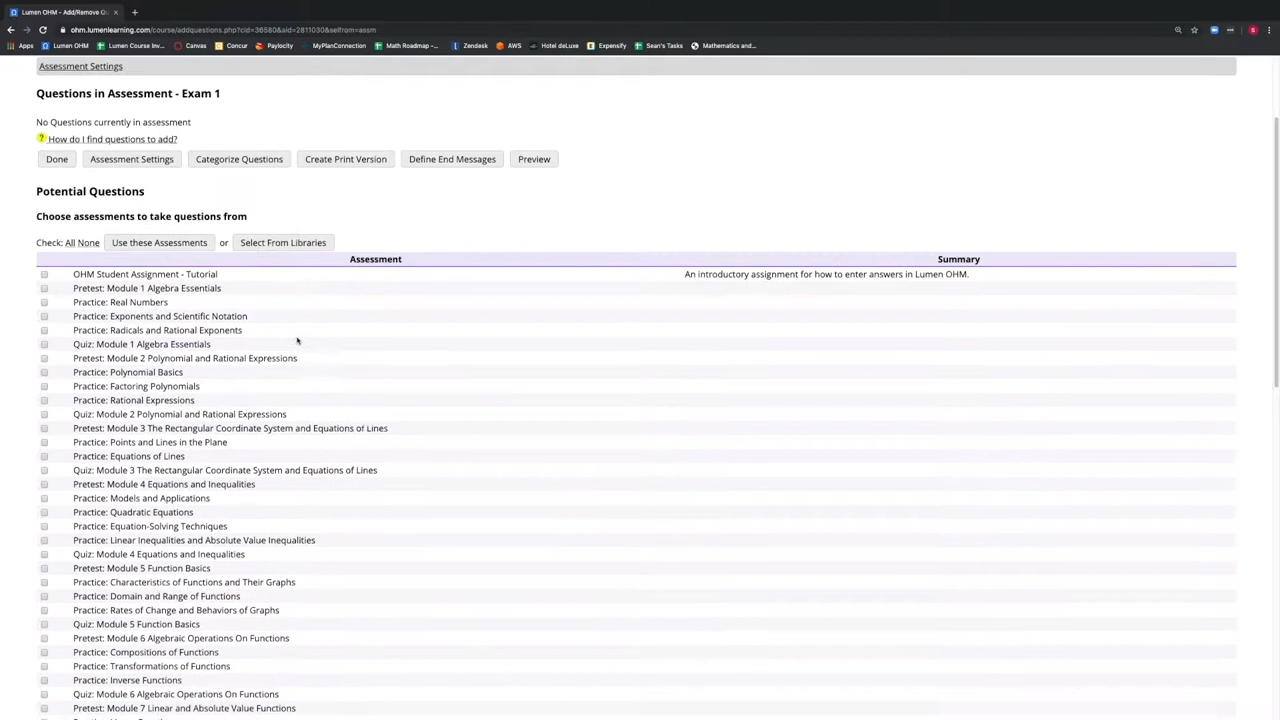 Lumen OHM - Add/Remove Qu
ohm.lumenlearning.com/course/addquestions.php?cid=36580&aid=2811030&selfrom=assm
Apps Lumen OHM Lumen Course Inv... Canvas Concur Paylocity MyPlanConnection Math Roadmap -... Zendesk AWS Hotel deLuxe Expensify Sean's Tasks Mathematics and...
Assessment Settings
Questions in Assessment - Exam 1
No Questions currently in assessment
? How do I find questions to add?
Done Assessment Settings Categorize Questions Create Print Version Define End Messages Preview
Potential Questions
Choose assessments to take questions from
Check: All None Use these Assessments or Select From Libraries
Assessment Summary
OHM Student Assignment - Tutorial An introductory assignment for how to enter answers in Lumen OHM.
Pretest: Module 1 Algebra Essentials
Practice: Real Numbers
Practice: Exponents and Scientific Notation
Practice: Radicals and Rational Exponents
Quiz: Module 1 Algebra Essentials
Pretest: Module 2 Polynomial and Rational Expressions
Practice: Polynomial Basics
Practice: Factoring Polynomials
Practice: Rational Expressions
Quiz: Module 2 Polynomial and Rational Expressions
Pretest: Module 3 The Rectangular Coordinate System and Equations of Lines
Practice: Points and Lines in the Plane
Practice: Equations of Lines
Quiz: Module 3 The Rectangular Coordinate System and Equations of Lines
Pretest: Module 4 Equations and Inequalities
Practice: Models and Applications
Practice: Quadratic Equations
Practice: Equation-Solving Techniques
Practice: Linear Inequalities and Absolute Value Inequalities
Quiz: Module 4 Equations and Inequalities
Pretest: Module 5 Function Basics
Practice: Characteristics of Functions and Their Graphs
Practice: Domain and Range of Functions
Practice: Rates of Change and Behaviors of Graphs
Quiz: Module 5 Function Basics
Pretest: Module 6 Algebraic Operations On Functions
Practice: Compositions of Functions
Practice: Transformations of Functions
Practice: Inverse Functions
Quiz: Module 6 Algebraic Operations On Functions
Pretest: Module 7 Linear and Absolute Value Functions